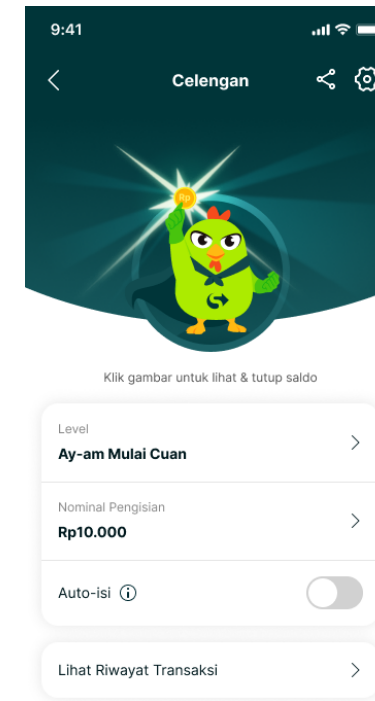 9:41
Celengan
Rp
Klik gambar untuk lihat & tutup saldo
Level
Ay-am Mulai Cuan
Nominal Pengisian
Rp10.000
Auto-isi
Lihat Riwayat Transaksi